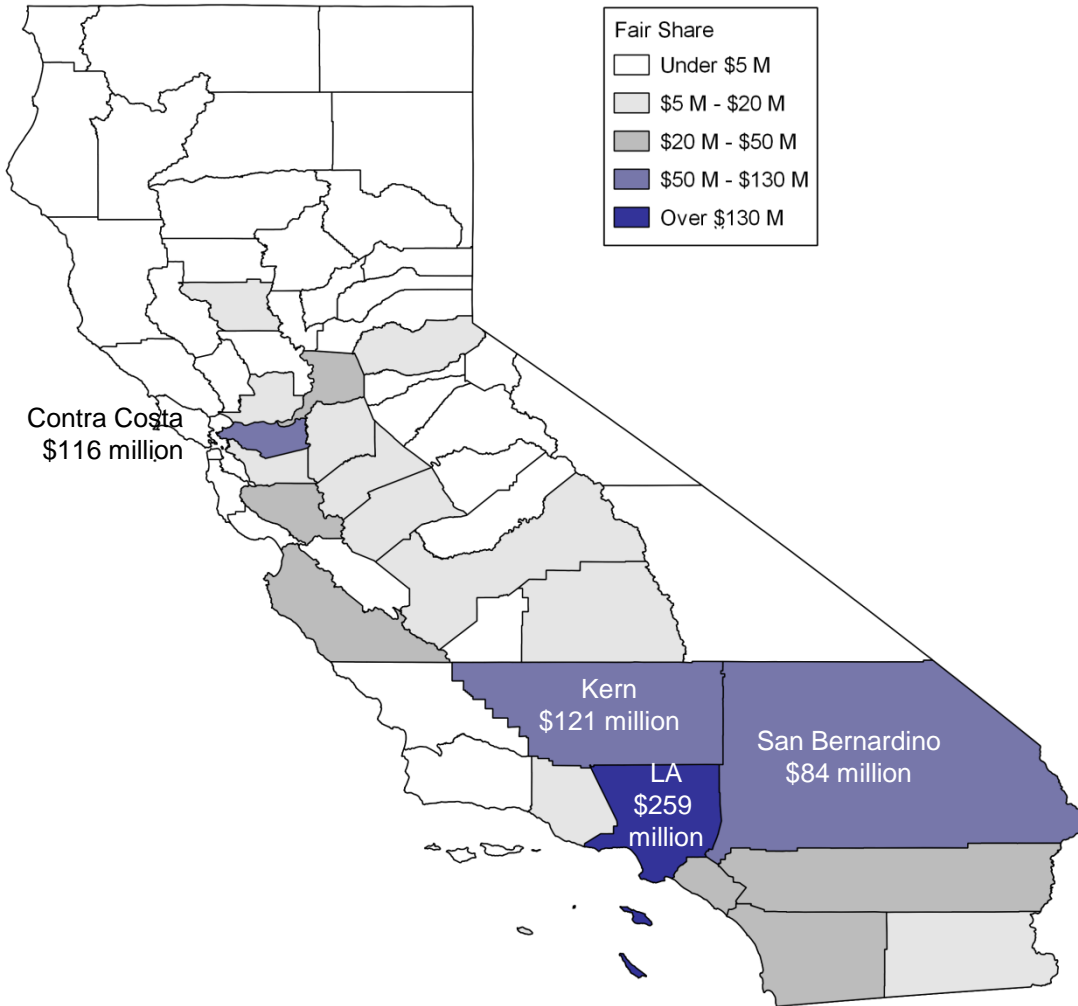 Fair Share
Under $5 M
$5 M - $20 M
$20 M - $50 M
$50 M - $130 M
Over $130 M
Contra Costa
$116 million
Kern
$121 million
San Bernardino
$84 million
LA
$259
million